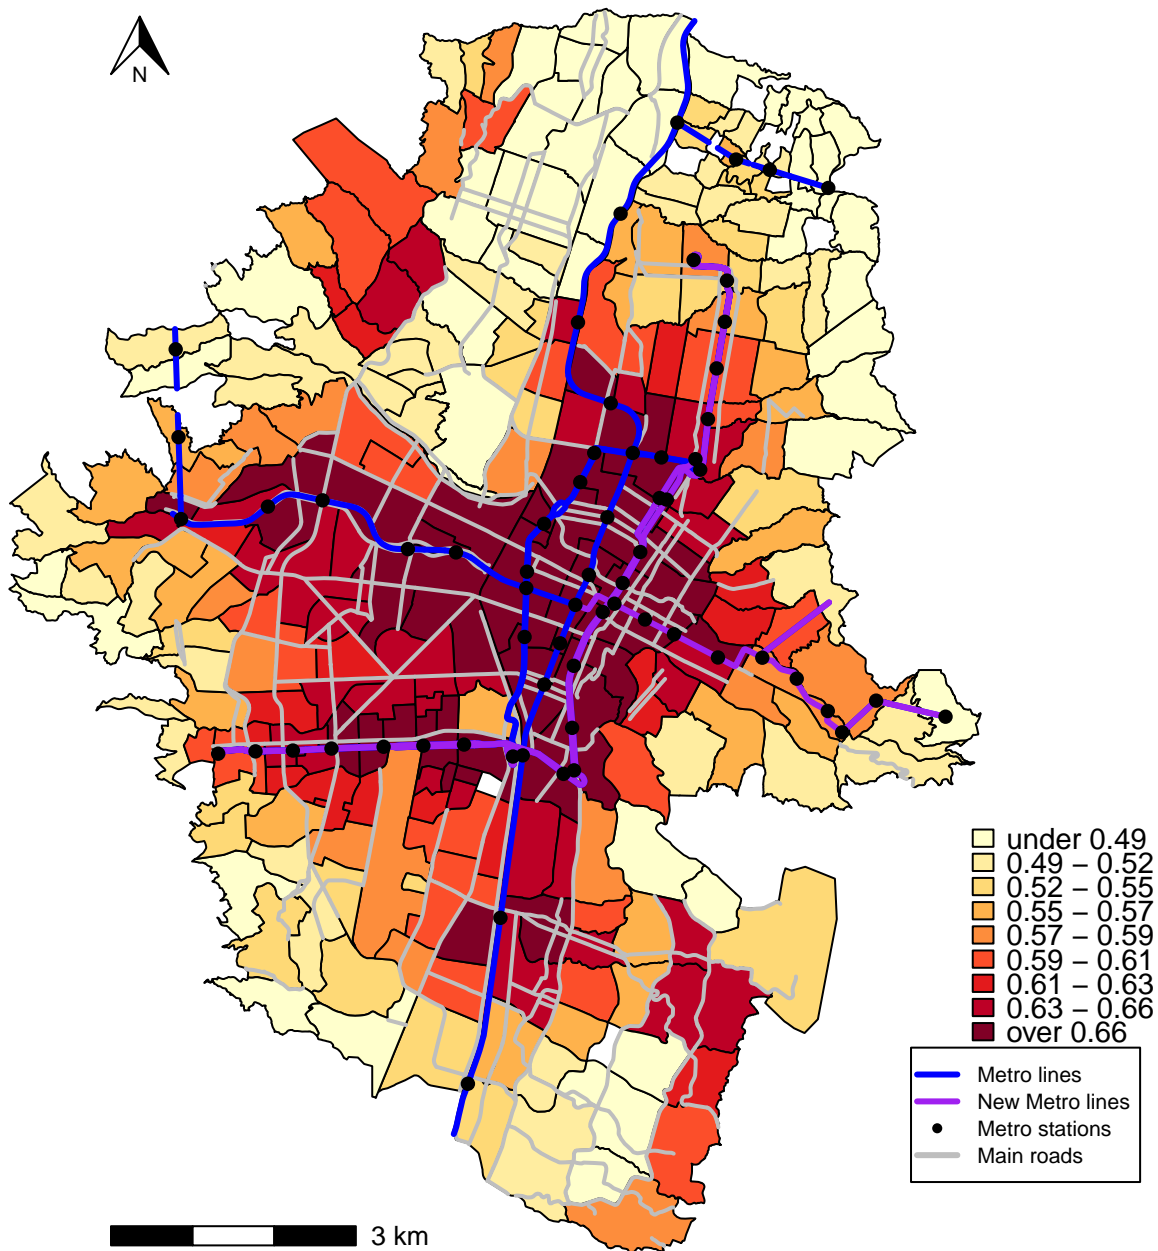 N
under 0.49
0.49 – 0.52
0.52 – 0.55
0.55 – 0.57
0.57 – 0.59
0.59 – 0.61
0.61 – 0.63
0.63 – 0.66
over 0.66
Metro lines
New Metro lines
Metro stations
Main roads
3 km